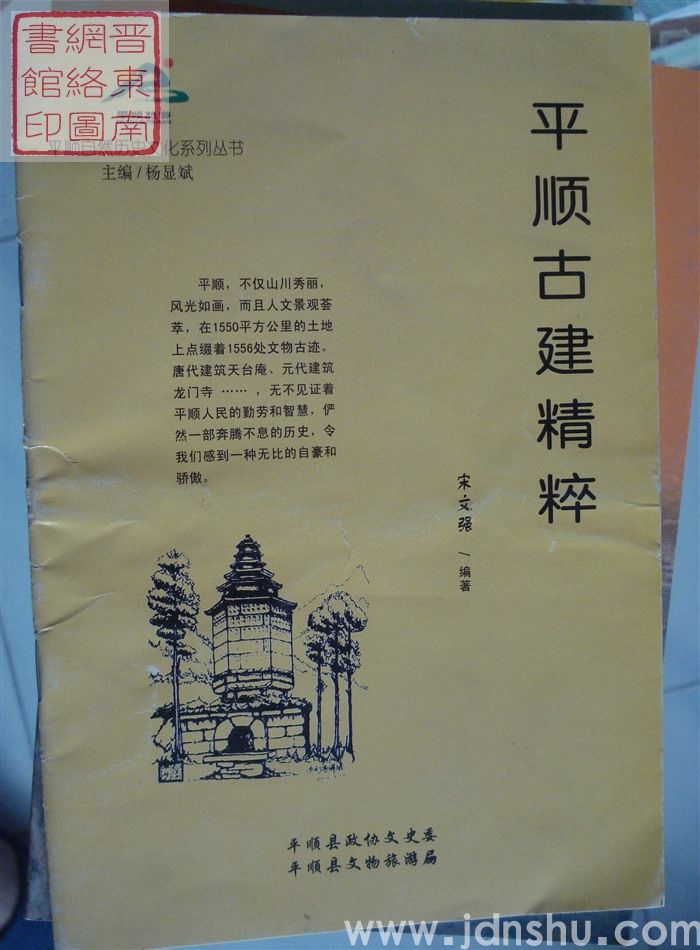 晋东南
網絡圖
書館印
平顺自然历史文化系列丛书
主编/杨显斌
平顺古建精粹
宋文强 / 编著
平顺，不仅山川秀丽，
风光如画，而且人文景观荟
萃，在1550平方公里的土地
上点缀着1556处文物古迹。
唐代建筑天台庵、元代建筑
龙门寺 ……，无不见证着
平顺人民的勤劳和智慧，俨
然一部奔腾不息的历史，令
我们感到一种无比的自豪和
骄傲。
平顺县政协文史委
平顺县文物旅游局
www.jdnshu.com